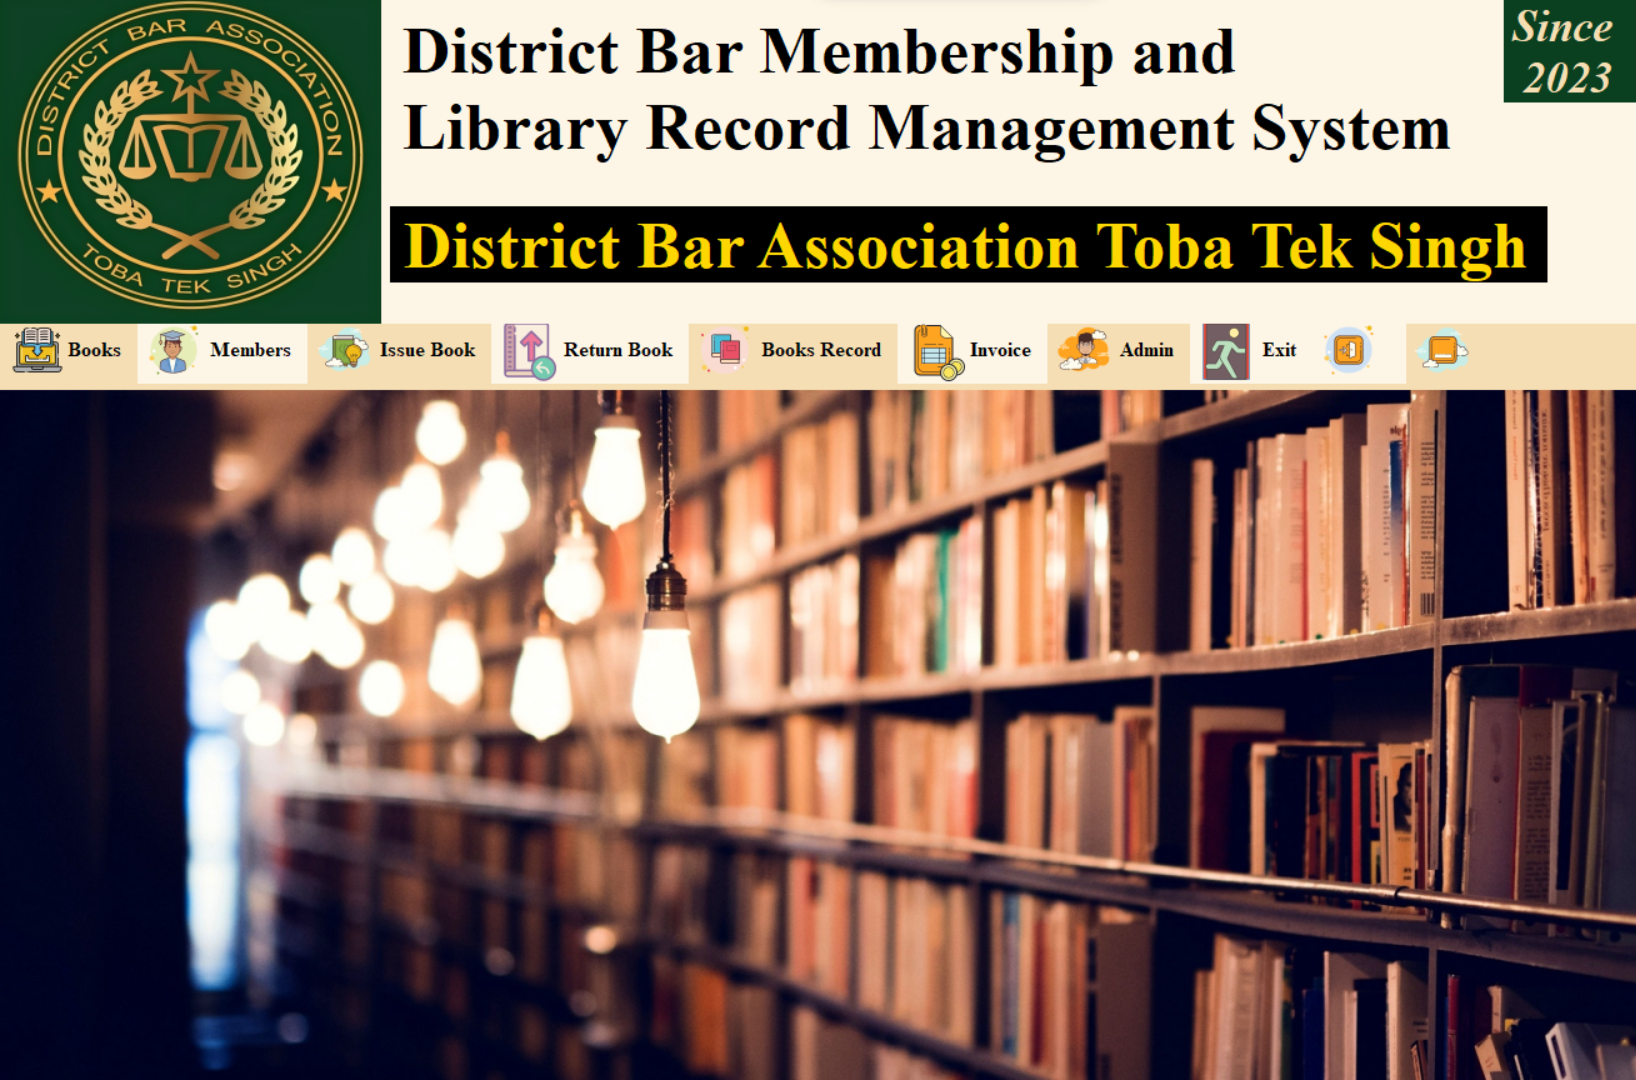 DISTRICT BAR ASSOCIATION
TOBA TEK SINGH
District Bar Membership and
Library Record Management System
Since
2023
District Bar Association Toba Tek Singh
Books
Members
Issue Book
Return Book
Books Record
Invoice
Admin
Exit